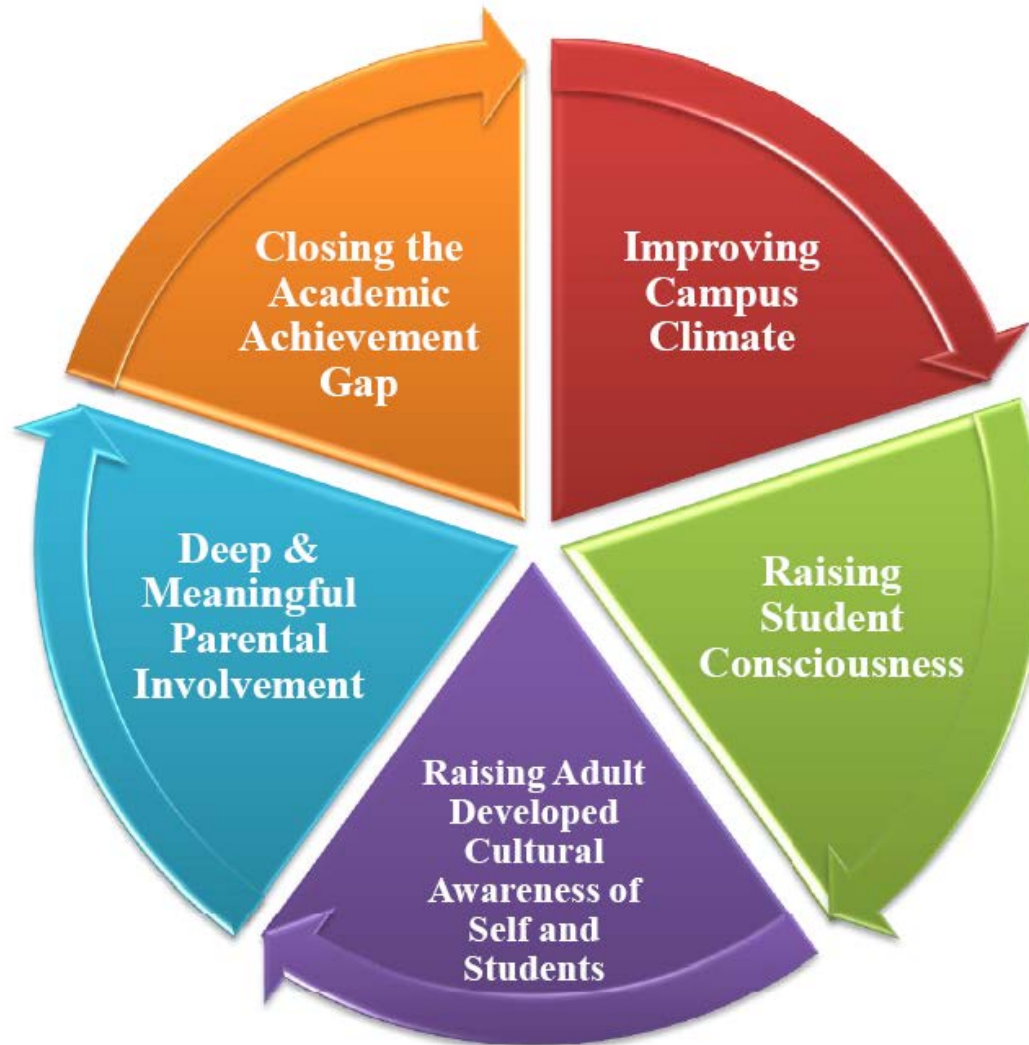 Closing the
Academic
Achievement
Gap
Improving
Campus
Climate
Raising
Student
Consciousness
Raising Adult
Developed
Cultural
Awareness of
Self and
Students
Deep &
Meaningful
Parental
Involvement